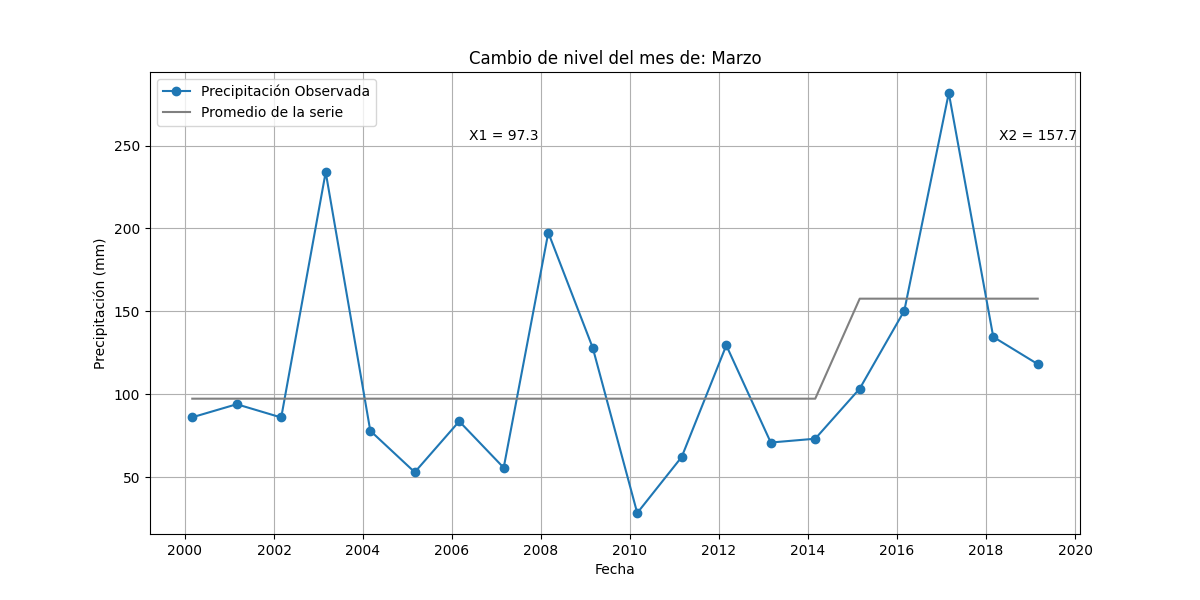 Cambio de nivel del mes de: Marzo
Precipitación Observada
Promedio de la serie
X1 = 97.3
X2 = 157.7
Precipitación (mm)
250
200
150
100
50
2000 2002 2004 2006 2008 2010 2012 2014 2016 2018 2020
Fecha